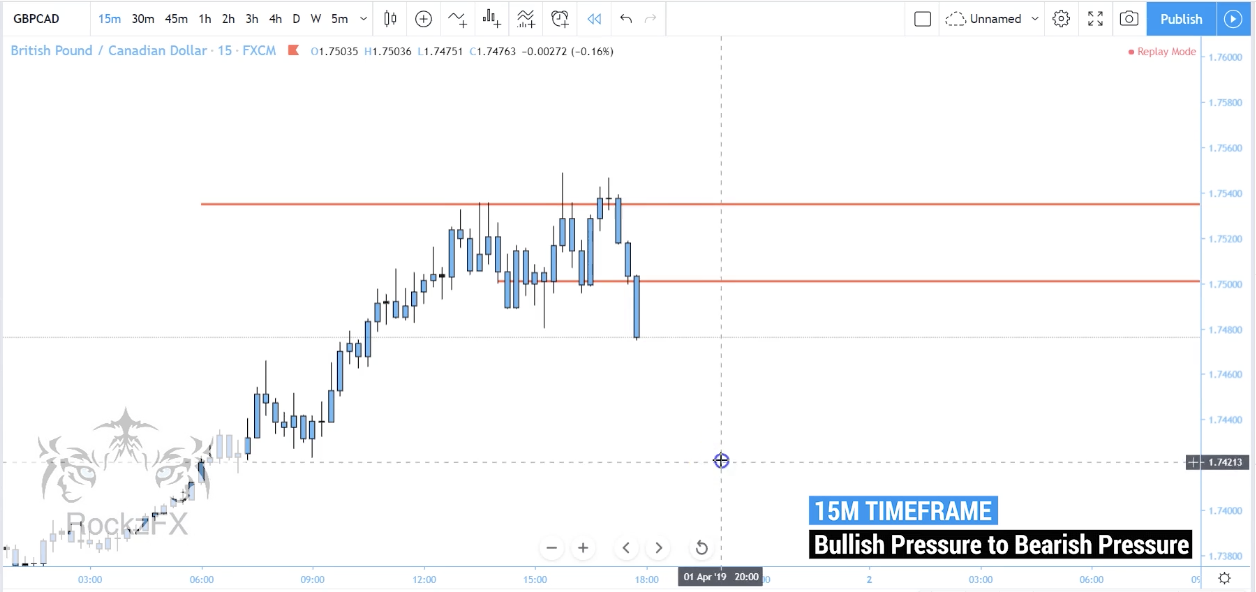 GBPCAD 15m 30m 45m 1h 2h 3h 4h D W 5m Unnamed Publish
British Pound / Canadian Dollar · 15 · FXCM O1.75035 H1.75036 L1.74751 C1.74763 -0.00272 (-0.16%) Replay Mode
1.76000
1.75800
1.75600
1.75400
1.75200
1.75000
1.74800
1.74600
1.74400
1.74213
1.74000
1.73800
RockzFX
15M TIMEFRAME
Bullish Pressure to Bearish Pressure
03:00 06:00 09:00 12:00 15:00 18:00 01 Apr '19 20:00 2 03:00 06:00